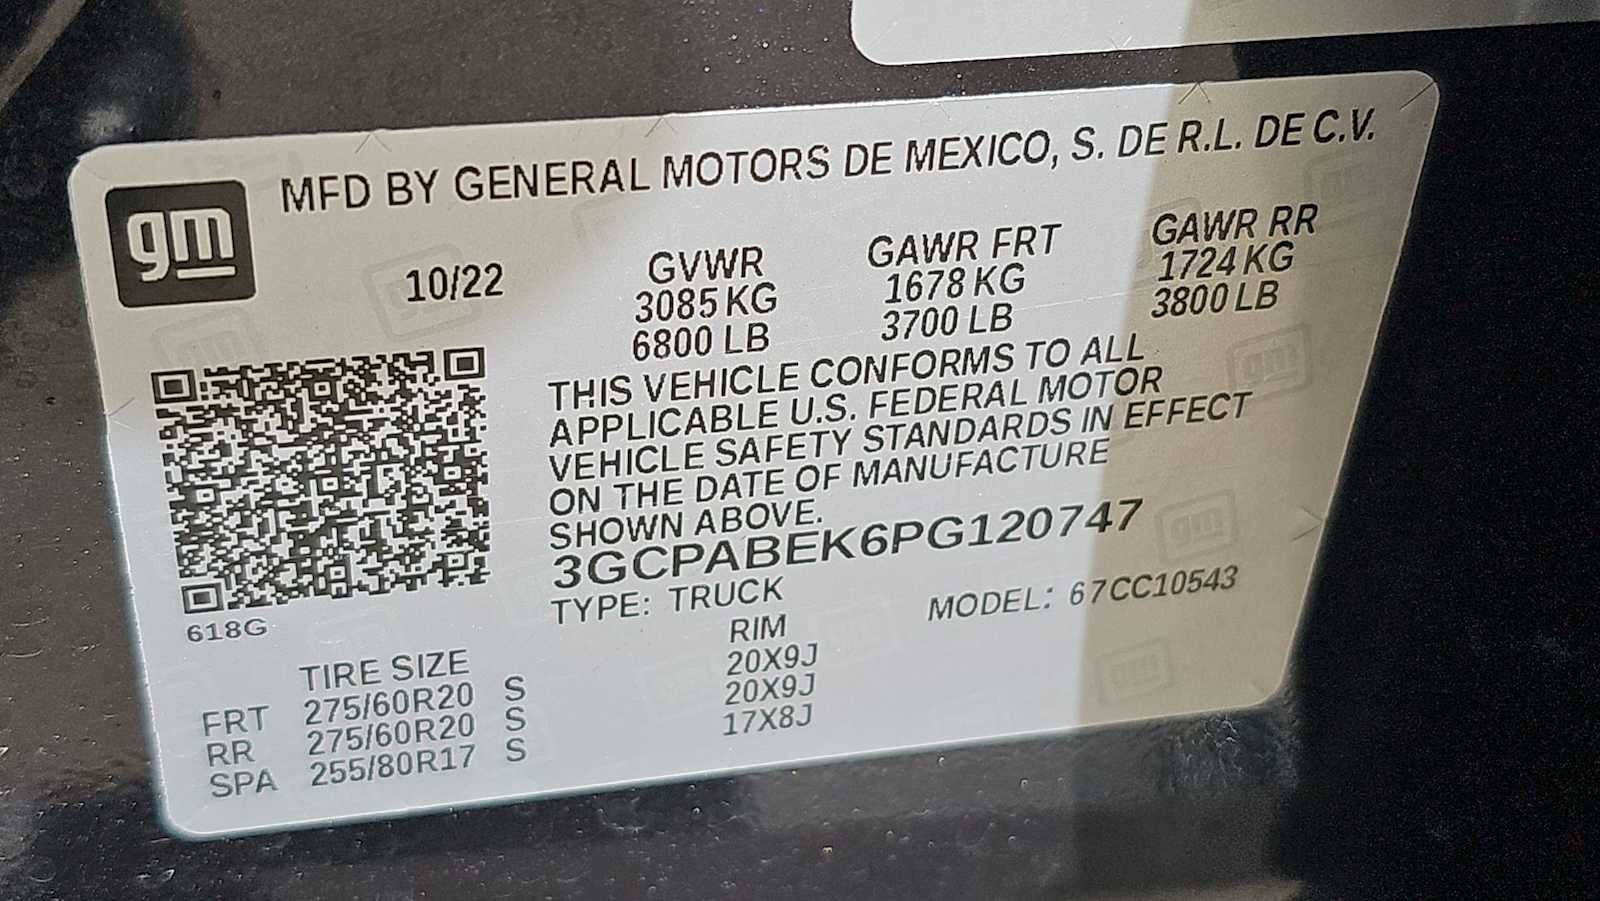 MFD BY GENERAL MOTORS DE MEXICO, S. DE R.L. DE C.V.
gm
10/22
GVWR GAWR FRT GAWR RR
3085 KG 1678 KG 1724 KG
6800 LB 3700 LB 3800 LB
THIS VEHICLE CONFORMS TO ALL
APPLICABLE U.S. FEDERAL MOTOR
VEHICLE SAFETY STANDARDS IN EFFECT
ON THE DATE OF MANUFACTURE
SHOWN ABOVE.
3GCPABEK6PG120747
TYPE: TRUCK MODEL: 67CC10543
618G
TIRE SIZE RIM
FRT 275/60R20 S 20X9J
RR 275/60R20 S 20X9J
SPA 255/80R17 S 17X8J